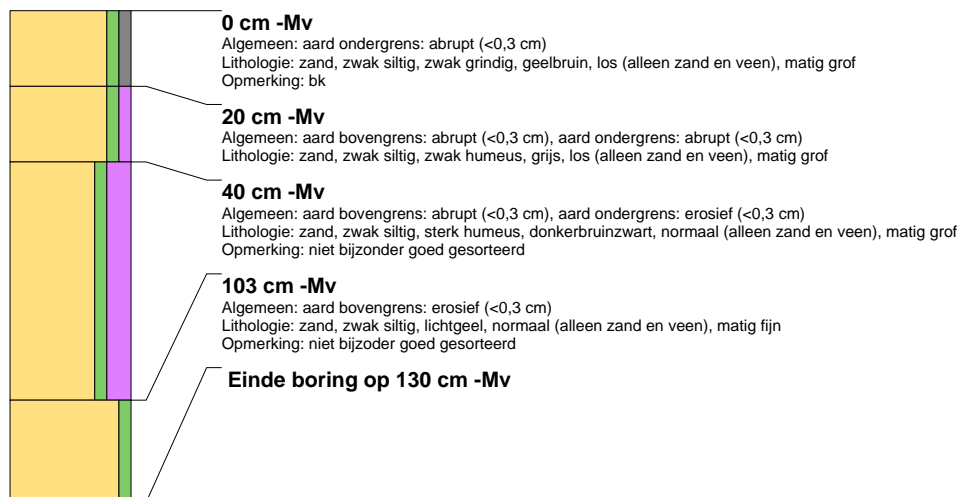 0 cm -Mv
Algemeen: aard ondergrens: abrupt (<0,3 cm)
Lithologie: zand, zwak siltig, zwak grindig, geelbruin, los (alleen zand en veen), matig grof
Opmerking: bk
20 cm -Mv
Algemeen: aard bovengrens: abrupt (<0,3 cm), aard ondergrens: abrupt (<0,3 cm)
Lithologie: zand, zwak siltig, zwak humeus, grijs, los (alleen zand en veen), matig grof
40 cm -Mv
Algemeen: aard bovengrens: abrupt (<0,3 cm), aard ondergrens: erosief (<0,3 cm)
Lithologie: zand, zwak siltig, sterk humeus, donkerbruinzwart, normaal (alleen zand en veen), matig grof
Opmerking: niet bijzonder goed gesorteerd
103 cm -Mv
Algemeen: aard bovengrens: erosief (<0,3 cm)
Lithologie: zand, zwak siltig, lichtgeel, normaal (alleen zand en veen), matig fijn
Opmerking: niet bijzoder goed gesorteerd
Einde boring op 130 cm -Mv